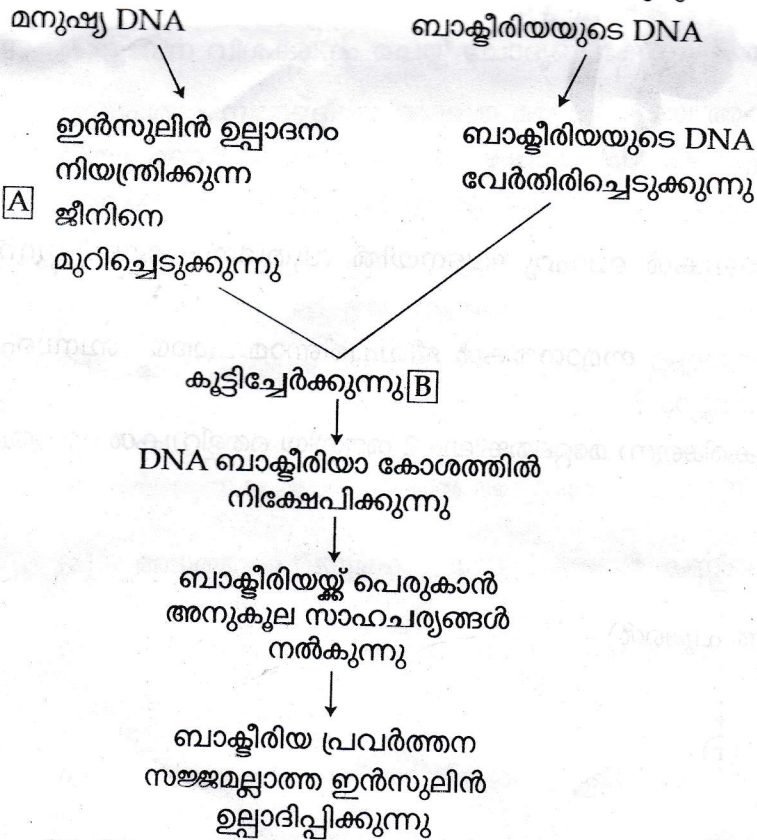 മനുഷ്യ DNA
ബാക്ടീരിയയുടെ DNA
ഇൻസുലിൻ ഉല്പാദനം
നിയന്ത്രിക്കുന്ന
A
ജീനിനെ
മുറിച്ചെടുക്കുന്നു
ബാക്ടീരിയയുടെ DNA
വേർതിരിച്ചെടുക്കുന്നു
കൂട്ടിച്ചേർക്കുന്നു B
DNA ബാക്ടീരിയാ കോശത്തിൽ
നിക്ഷേപിക്കുന്നു
ബാക്ടീരിയയ്ക്ക് പെരുകാൻ
അനുകൂല സാഹചര്യങ്ങൾ
നൽകുന്നു
ബാക്ടീരിയ പ്രവർത്തന
സജ്ജമല്ലാത്ത ഇൻസുലിൻ
ഉല്പാദിപ്പിക്കുന്നു